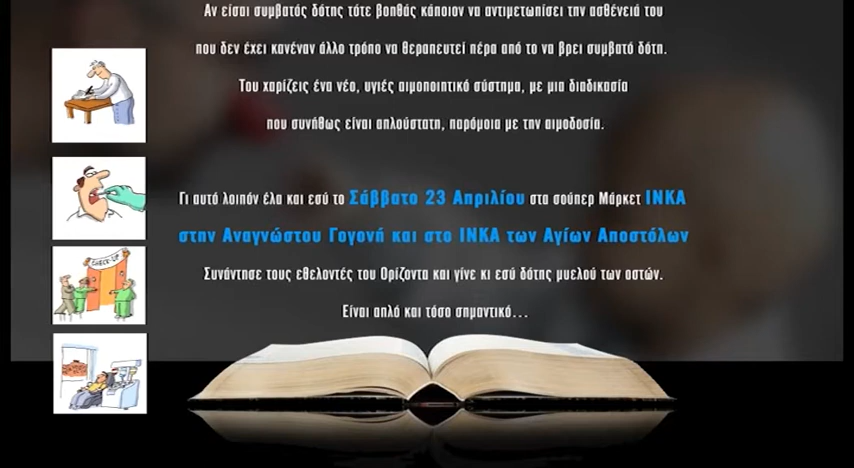 Αν είσαι συμβατός δότης τότε βοηθάς κάποιον να αντιμετωπίσει την ασθένειά του
που δεν έχει κανέναν άλλο τρόπο να θεραπευτεί πέρα από το να βρει συμβατό δότη.
Του χαρίζεις ένα νέο, υγιές αιμοποιητικό σύστημα, με μια διαδικασία
που συνήθως είναι απλούστατη, παρόμοια με την αιμοδοσία.
Γι αυτό λοιπόν έλα και εσύ το Σάββατο 23 Απριλίου στα σούπερ Μάρκετ ΙΝΚΑ
στην Αναγνώστου Γογονή και στο ΙΝΚΑ των Αγίων Αποστόλων
Συνάντησε τους εθελοντές του Ορίζοντα και γίνε κι εσύ δότης μυελού των οστών.
Είναι απλό και τόσο σημαντικό...
CHECK-UP